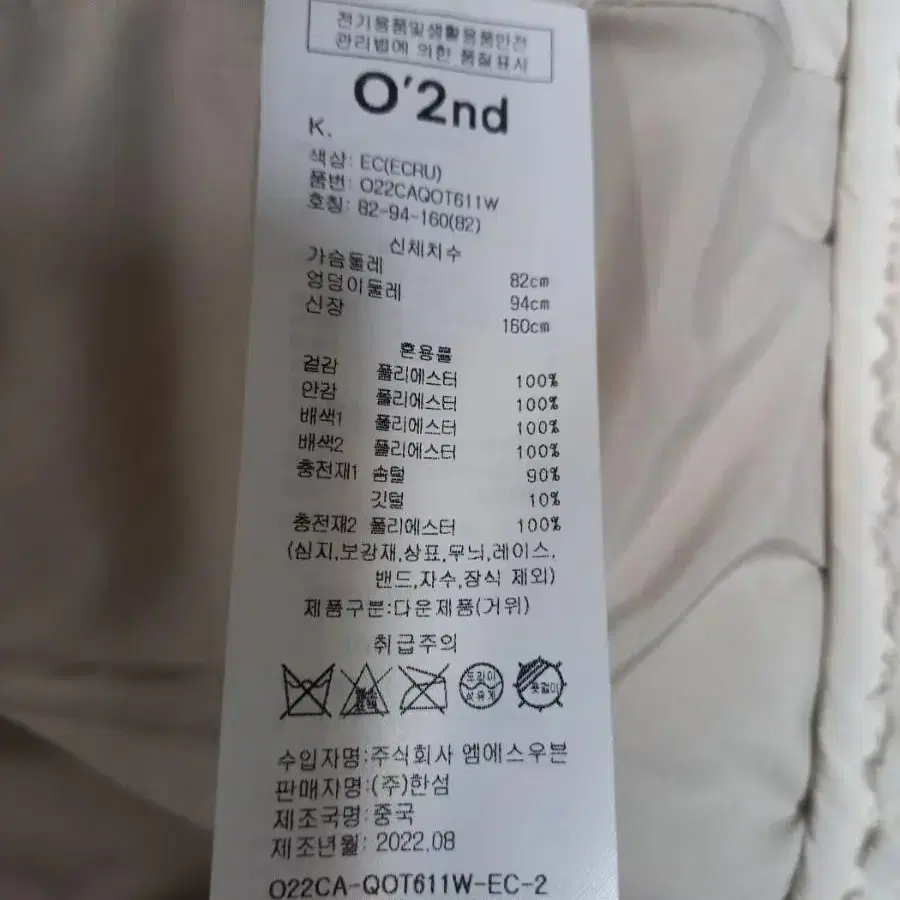 전기용품및생활용품안전
관리법에 의한 품질표시
O'2nd
K.
색상: EC(ECRU)
품번: O22CAQOT611W
호칭: 82-94-160(82)
신체치수
가슴둘레 82cm
엉덩이둘레 94cm
신장 160cm
혼용률
겉감 폴리에스터 100%
안감 폴리에스터 100%
배색1 폴리에스터 100%
배색2 폴리에스터 100%
충전재1 솜털 90%
깃털 10%
충전재2 폴리에스터 100%
(심지,보강재,상표,무늬,레이스,
밴드,자수,장식 제외)
제품구분:다운제품(거위)
취급주의
드라이
석유계
옷걸이
수입자명:주식회사 엠에스우븐
판매자명:(주)한섬
제조국명:중국
제조년월: 2022.08
O22CA-QOT611W-EC-2